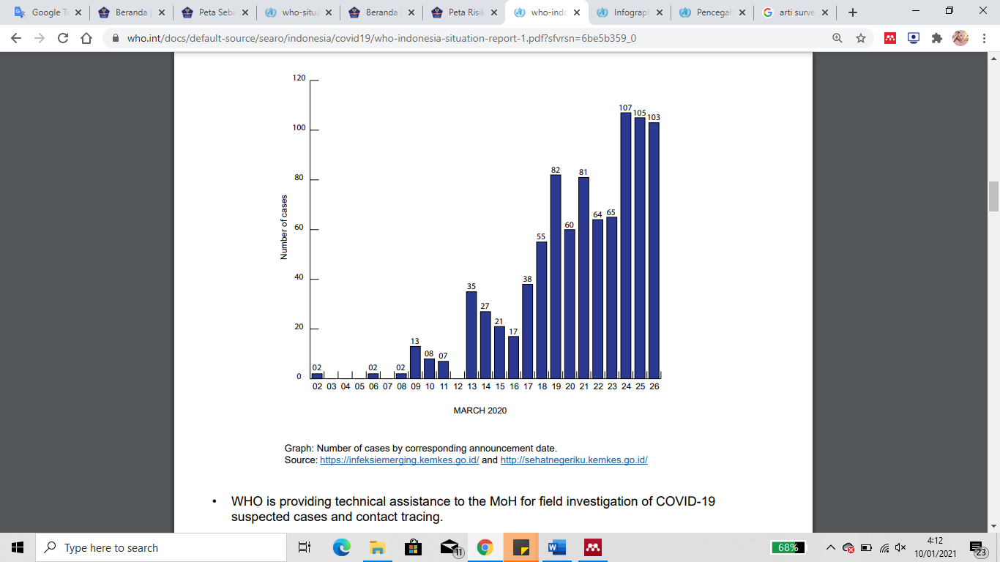 Google T
Beranda
Peta Seba
who-situa
Beranda
Peta Risik
who-indo
Infograph
Pencegah
arti surve
who.int/docs/default-source/searo/indonesia/covid19/who-indonesia-situation-report-1.pdf?sfvrsn=6be5b359_0
120
100
80
60
40
20
0
Number of cases
02 02 02 13 08 07 35 27 21 17 38 55 82 60 81 64 65 107 105 103
02 03 04 05 06 07 08 09 10 11 12 13 14 15 16 17 18 19 20 21 22 23 24 25 26
MARCH 2020
Graph: Number of cases by corresponding announcement date.
Source: https://infeksiemerging.kemkes.go.id/ and http://sehatnegeriku.kemkes.go.id/
• WHO is providing technical assistance to the MoH for field investigation of COVID-19
suspected cases and contact tracing.
Type here to search
11
68%
4:12
10/01/2021
23